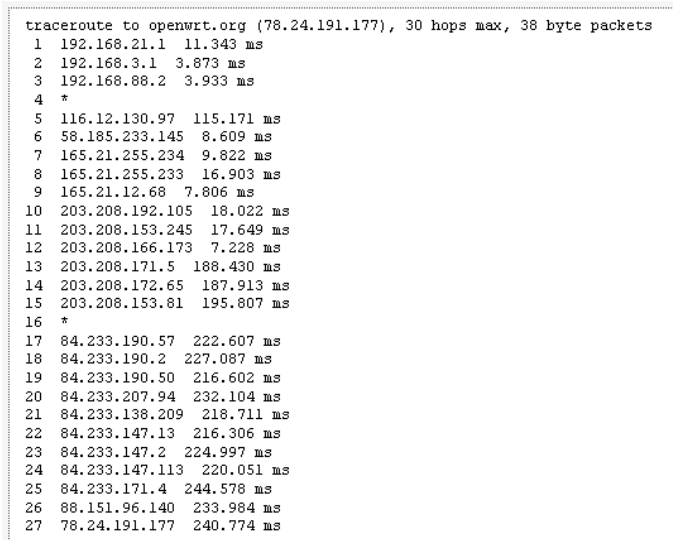 traceroute to openwrt.org (78.24.191.177), 30 hops max, 38 byte packets
1 192.168.21.1 11.343 ms
2 192.168.3.1 3.873 ms
3 192.168.88.2 3.933 ms
4 *
5 116.12.130.97 115.171 ms
6 58.185.233.145 8.609 ms
7 165.21.255.234 9.822 ms
8 165.21.255.233 16.903 ms
9 165.21.12.68 7.806 ms
10 203.208.192.105 18.022 ms
11 203.208.153.245 17.649 ms
12 203.208.166.173 7.228 ms
13 203.208.171.5 188.430 ms
14 203.208.172.65 187.913 ms
15 203.208.153.81 195.807 ms
16 *
17 84.233.190.57 222.607 ms
18 84.233.190.2 227.087 ms
19 84.233.190.50 216.602 ms
20 84.233.207.94 232.104 ms
21 84.233.138.209 218.711 ms
22 84.233.147.13 216.306 ms
23 84.233.147.2 224.997 ms
24 84.233.147.113 220.051 ms
25 84.233.171.4 244.578 ms
26 88.151.96.140 233.984 ms
27 78.24.191.177 240.774 ms